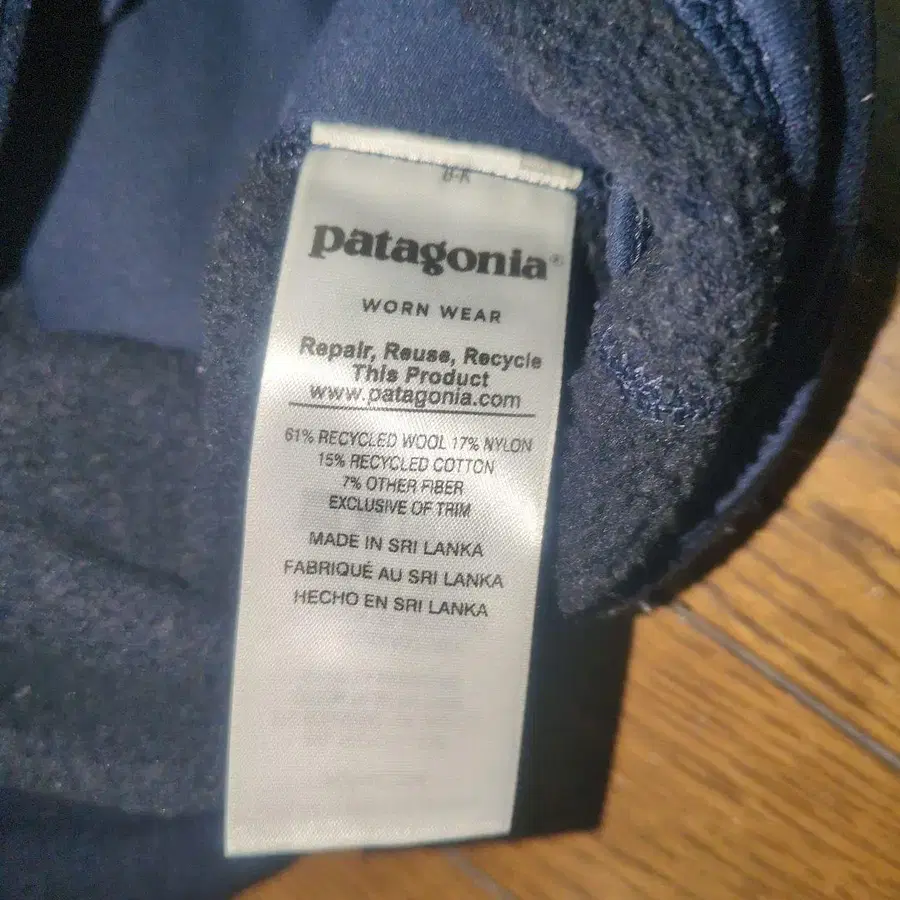 patagonia®
WORN WEAR
Repair, Reuse, Recycle
This Product
www.patagonia.com
61% RECYCLED WOOL 17% NYLON
15% RECYCLED COTTON
7% OTHER FIBER
EXCLUSIVE OF TRIM
MADE IN SRI LANKA
FABRIQUÉ AU SRI LANKA
HECHO EN SRI LANKA